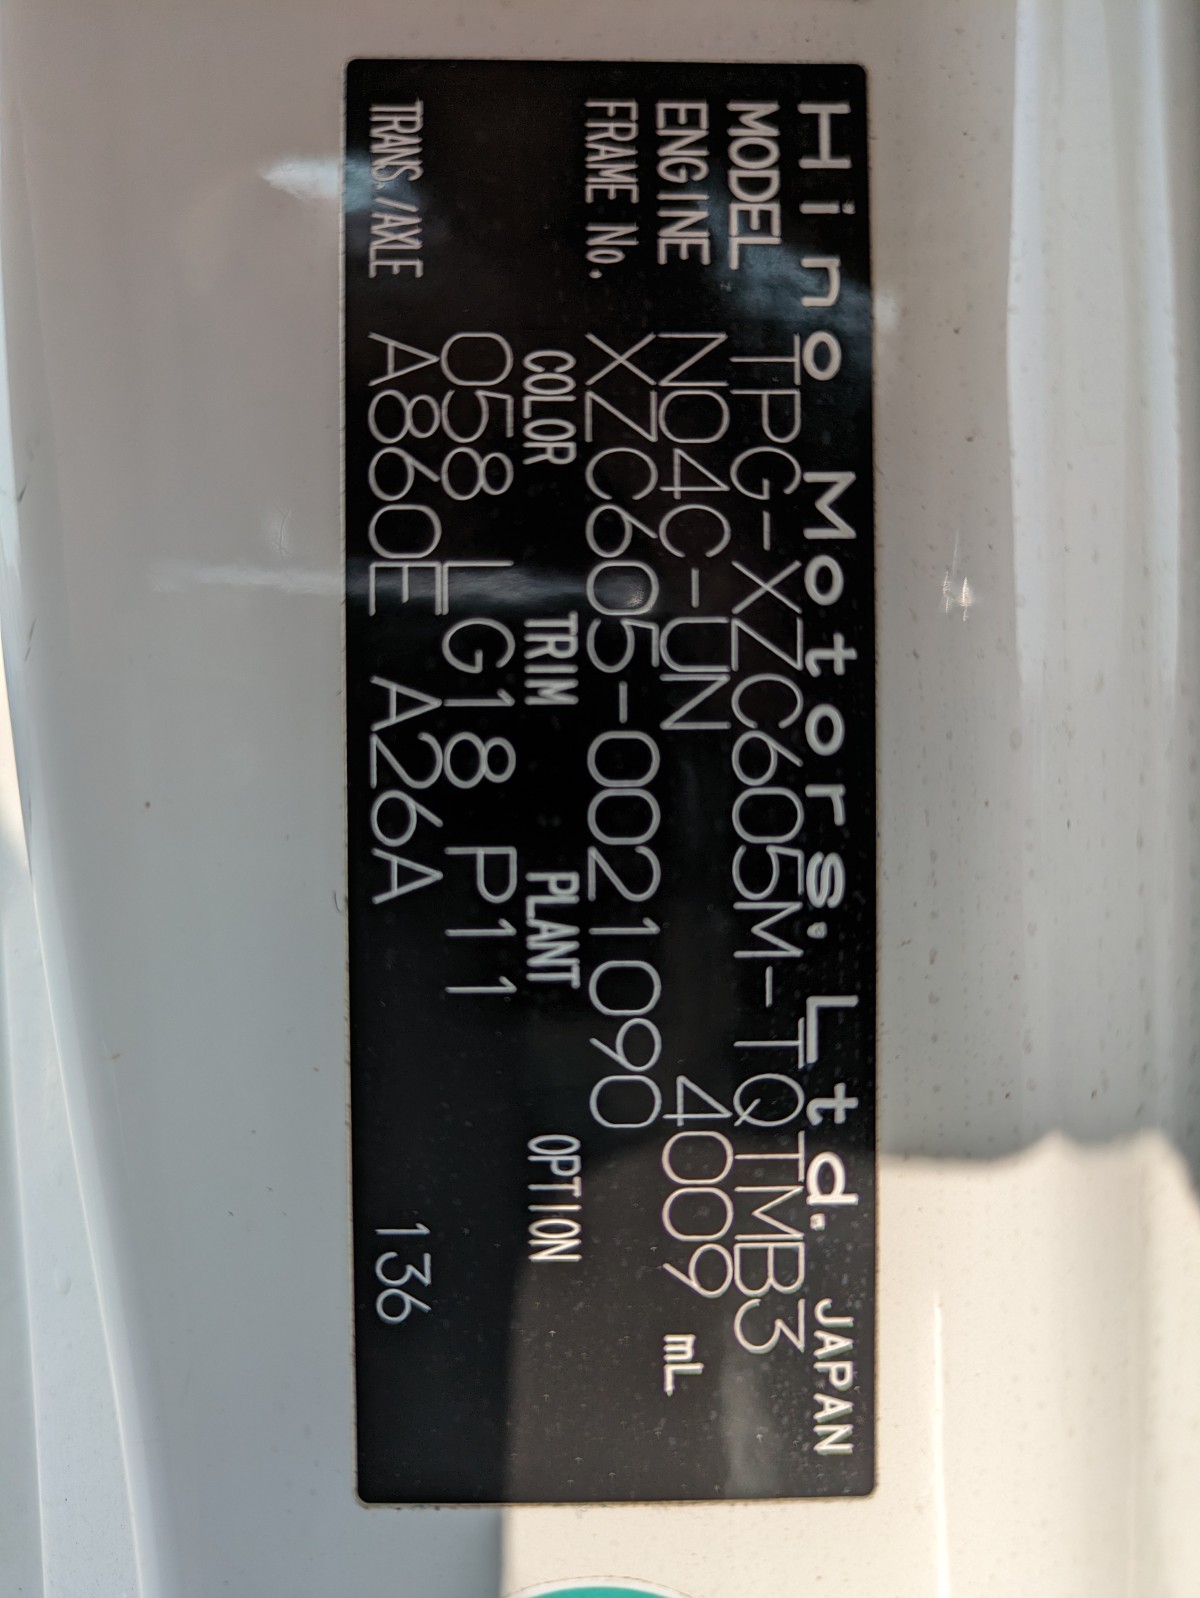 Hino Motors, Ltd. JAPAN
MODEL TPG-XZC605M-TQTMB3
ENGINE N04C-UN 4009 mL
FRAME No. XZC605-0021090
COLOR TRIM PLANT OPTION
058 LG18 P11
TRANS./AXLE A860E A26A 136